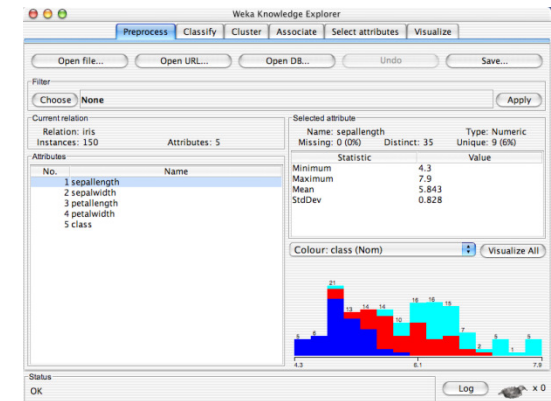 Weka Knowledge Explorer
Preprocess Classify Cluster Associate Select attributes Visualize
Open file... Open URL... Open DB... Undo Save...
Filter
Choose None Apply
Current relation
Relation: iris
Instances: 150 Attributes: 5
Attributes
No. Name
1 sepallength
2 sepalwidth
3 petallength
4 petalwidth
5 class
Selected attribute
Name: sepallength Type: Numeric
Missing: 0 (0%) Distinct: 35 Unique: 9 (6%)
Statistic Value
Minimum 4.3
Maximum 7.9
Mean 5.843
StdDev 0.828
Colour: class (Nom) Visualize All
21
16 16 15
13 14 14
10
7
5 6 2 5 1 5
4.3 6.1 7.9
Status
OK Log x 0